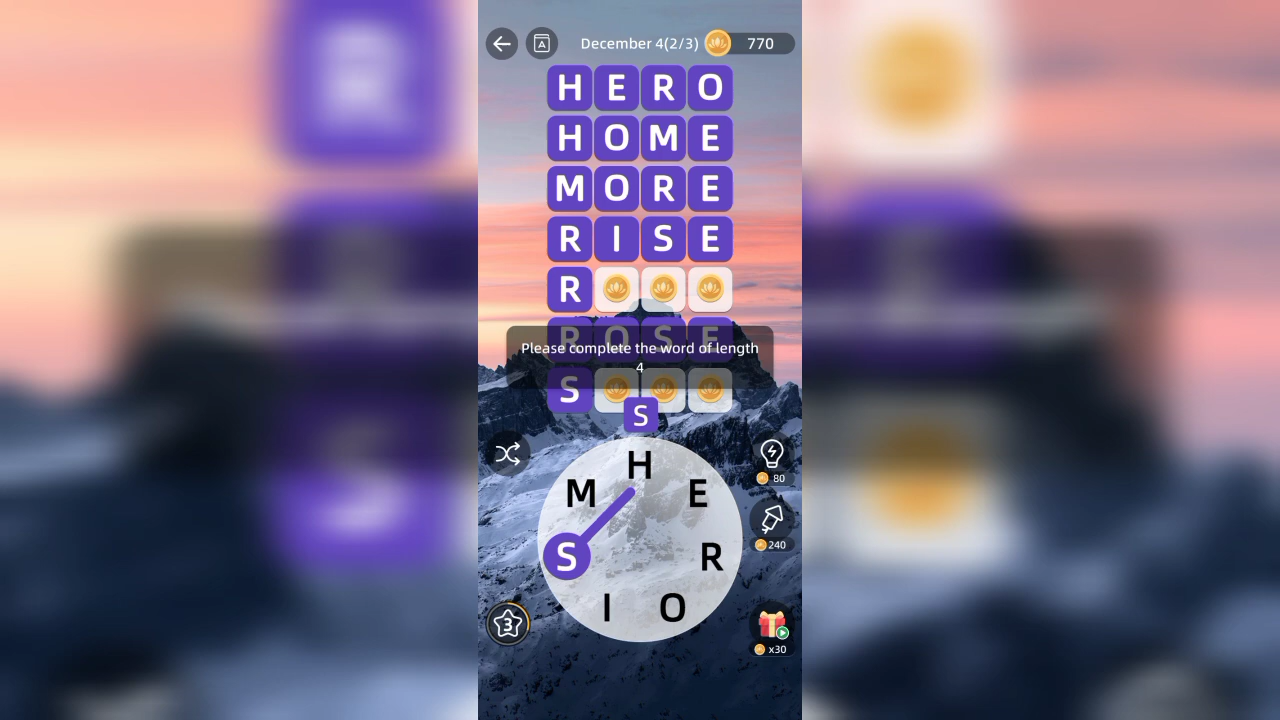 December 4(2/3) 770
HERO
HOME
MORE
RISE
R
ROSE
Please complete the word of length
4
S
S
H
M E
80
S R
240
I O
3
x30